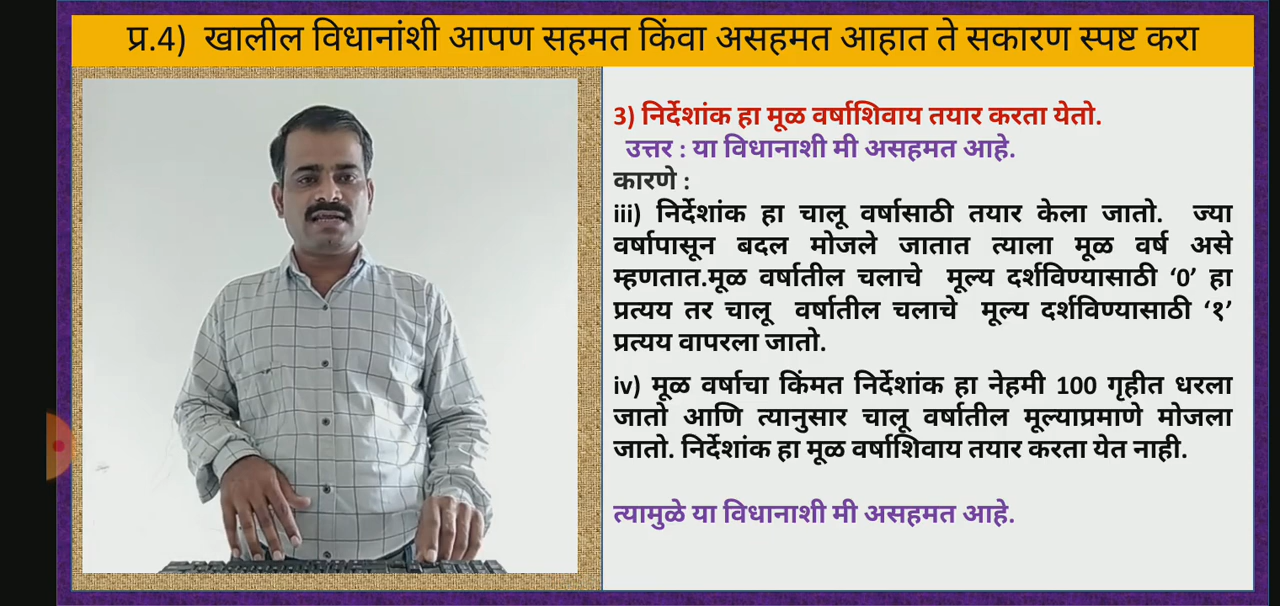 प्र.4) खालील विधानांशी आपण सहमत किंवा असहमत आहात ते सकारण स्पष्ट करा
3) निर्देशांक हा मूळ वर्षाशिवाय तयार करता येतो.
उत्तर : या विधानाशी मी असहमत आहे.
कारणे :
iii) निर्देशांक हा चालू वर्षासाठी तयार केला जातो. ज्या
वर्षापासून बदल मोजले जातात त्याला मूळ वर्ष असे
म्हणतात.मूळ वर्षातील चलाचे मूल्य दर्शविण्यासाठी ‘0’ हा
प्रत्यय तर चालू वर्षातील चलाचे मूल्य दर्शविण्यासाठी ‘१’
प्रत्यय वापरला जातो.
iv) मूळ वर्षाचा किंमत निर्देशांक हा नेहमी 100 गृहीत धरला
जातो आणि त्यानुसार चालू वर्षातील मूल्याप्रमाणे मोजला
जातो. निर्देशांक हा मूळ वर्षाशिवाय तयार करता येत नाही.
त्यामुळे या विधानाशी मी असहमत आहे.